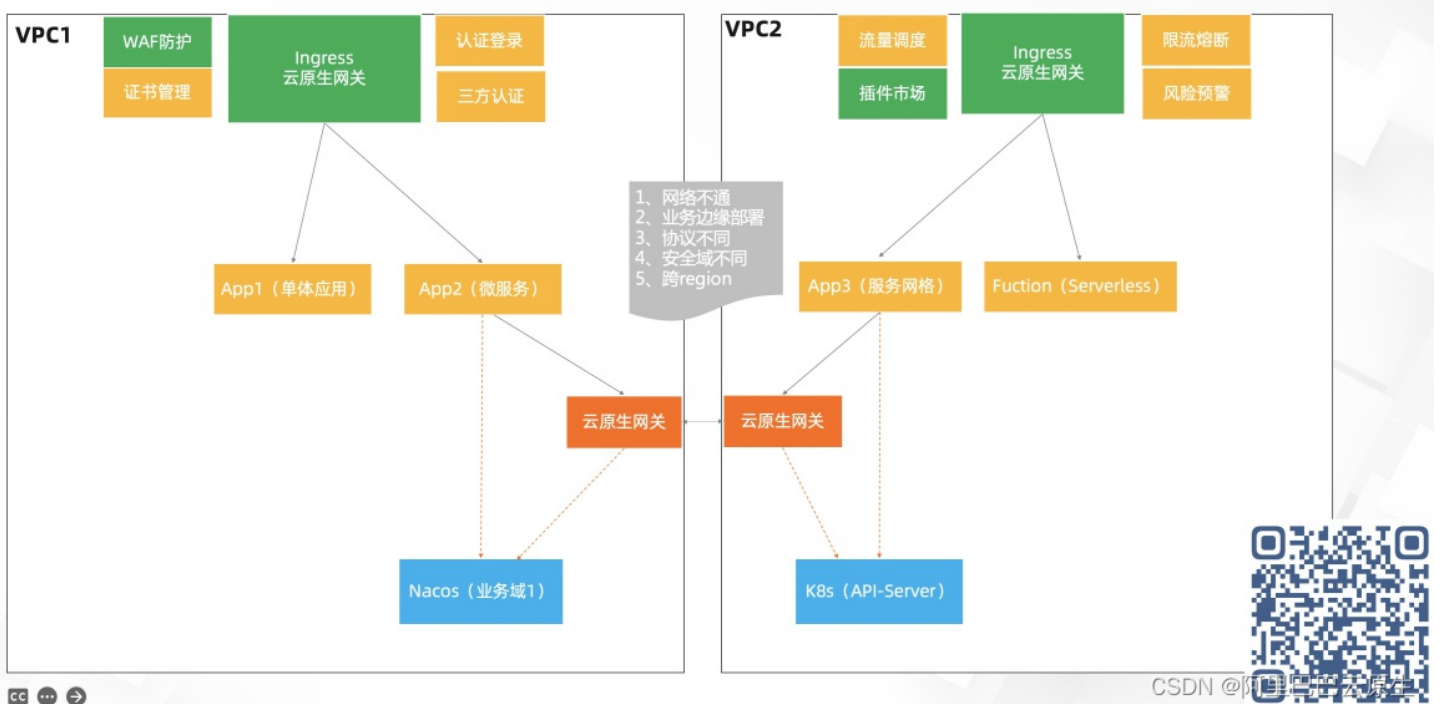 VPC1
WAF防护
证书管理
Ingress
云原生网关
认证登录
三方认证
VPC2
流量调度
插件市场
Ingress
云原生网关
限流熔断
风险预警
1、网络不通
2、业务边缘部署
3、协议不同
4、安全域不同
5、跨region
App1（单体应用）
App2（微服务）
App3（服务网格）
Fuction（Serverless）
云原生网关
云原生网关
Nacos（业务域1）
K8s（API-Server）
CSDN @阿里巴巴云原生
CC